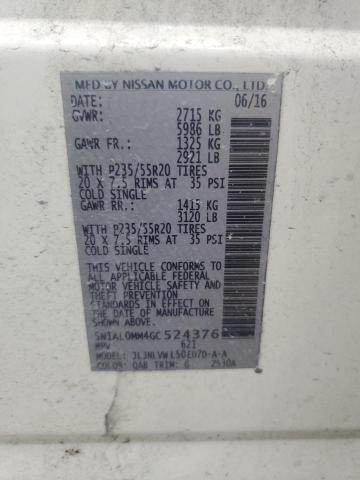 MFD BY NISSAN MOTOR CO., LTD.
DATE: 06/16
GVWR: 2715 KG
5986 LB
GAWR FR: 1325 KG
2921 LB
WITH P235/55R20 TIRES
20 X 7.5 RIMS AT 35 PSI
COLD SINGLE
GAWR RR: 1415 KG
3120 LB
WITH P235/55R20 TIRES
20 X 7.5 RIMS AT 35 PSI
COLD SINGLE
THIS VEHICLE CONFORMS TO
ALL APPLICABLE FEDERAL
MOTOR VEHICLE SAFETY AND
THEFT PREVENTION STANDARDS
IN EFFECT ON THE DATE OF
MANUFACTURE SHOWN ABOVE.
5N1AL0MM4GC524376
MPV 621
MODEL: JL3NLVW L50EU7D-A-A
COLOR: QAB TRIM: G 2530A